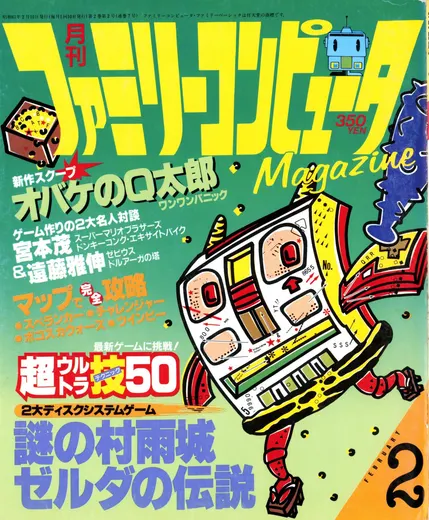 月刊
ファミリーコンピュータ
Magazine
350
YEN
新作スクープ
オバケのQ太郎
ワンワンパニック
ゲーム作りの2大名人対談
宮本茂
スーパーマリオブラザーズ
ドンキーコング・エキサイトバイク
&遠藤雅伸
ゼビウス
ドルアーガの塔
マップで完全攻略
●スペランカー ●ザ・レンジャー
●ボコスカウォーズ ●ツインビー
最新ゲームに挑戦!
超ウルトラ技50
テクニック
2大ディスクシステムゲーム
謎の村雨城
ゼルダの伝説
No.
FEBRUARY
2